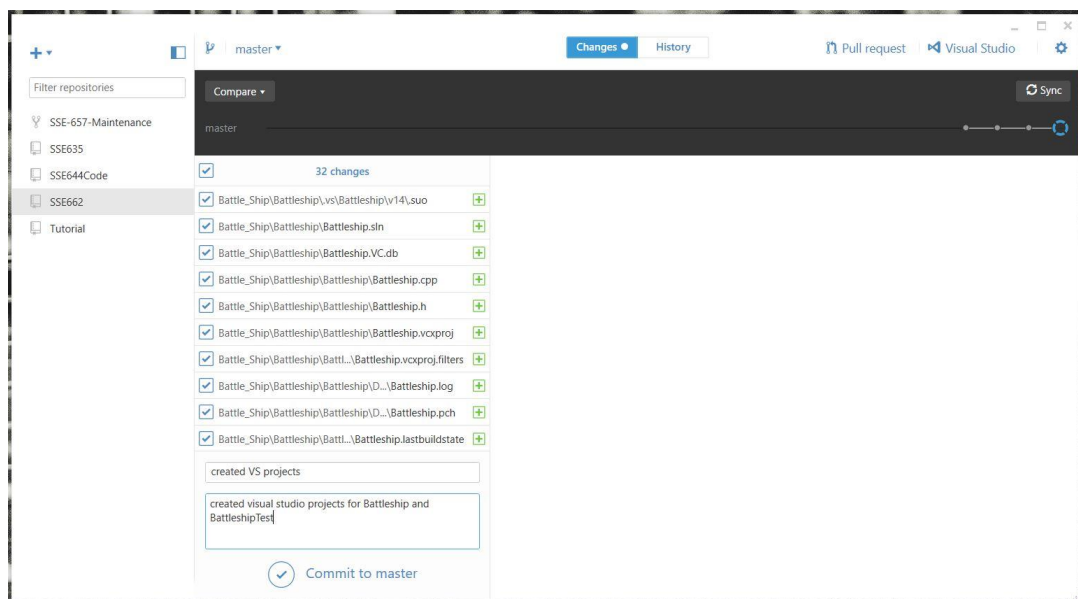 master
Changes
History
Pull request
Visual Studio
Filter repositories
Compare
Sync
SSE-657-Maintenance
master
SSE635
SSE644Code
32 changes
SSE662
Battle_Ship\Battleship\.vs\Battleship\v14\.suo
Tutorial
Battle_Ship\Battleship\Battleship.sln
Battle_Ship\Battleship\Battleship.VC.db
Battle_Ship\Battleship\Battleship\Battleship.cpp
Battle_Ship\Battleship\Battleship\Battleship.h
Battle_Ship\Battleship\Battleship\Battleship.vcxproj
Battle_Ship\Battleship\Battl...\Battleship.vcxproj.filters
Battle_Ship\Battleship\Battleship\D...\Battleship.log
Battle_Ship\Battleship\Battleship\D...\Battleship.pch
Battle_Ship\Battleship\Battl...\Battleship.lastbuildstate
created VS projects
created visual studio projects for Battleship and
BattleshipTest
Commit to master